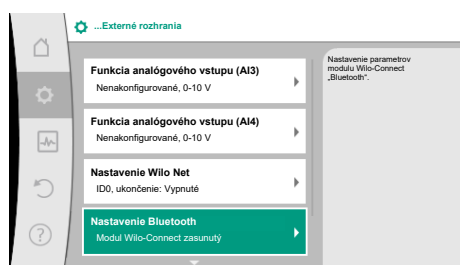 ...Externé rozhrania
Funkcia analógového vstupu (AI3)
Nenakonfigurované, 0-10 V
Funkcia analógového vstupu (AI4)
Nenakonfigurované, 0-10 V
Nastavenie Wilo Net
ID0, ukončenie: Vypnuté
Nastavenie Bluetooth
Modul Wilo-Connect zasunutý
Nastavenie parametrov
modulu Wilo-Connect
„Bluetooth“.
?